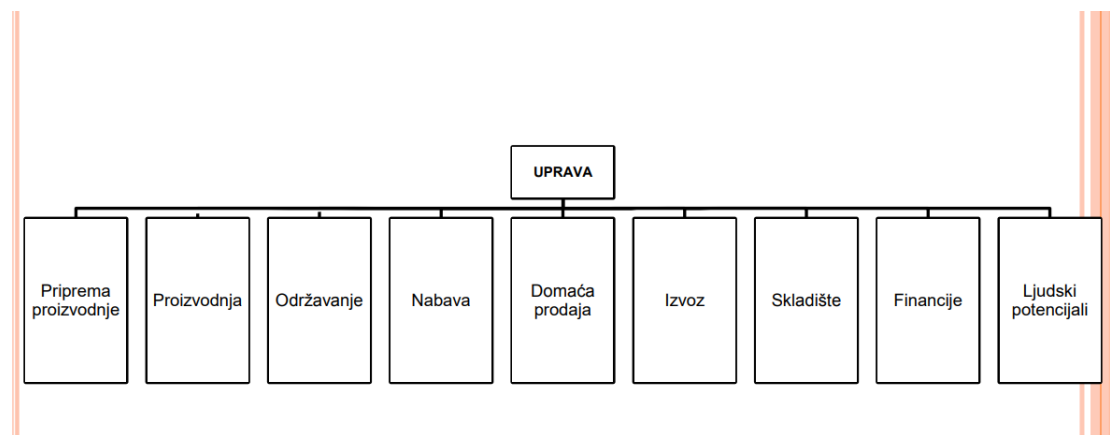 UPRAVA
Priprema
proizvodnje
Proizvodnja
Održavanje
Nabava
Domaća
prodaja
Izvoz
Skladište
Financije
Ljudski
potencijali